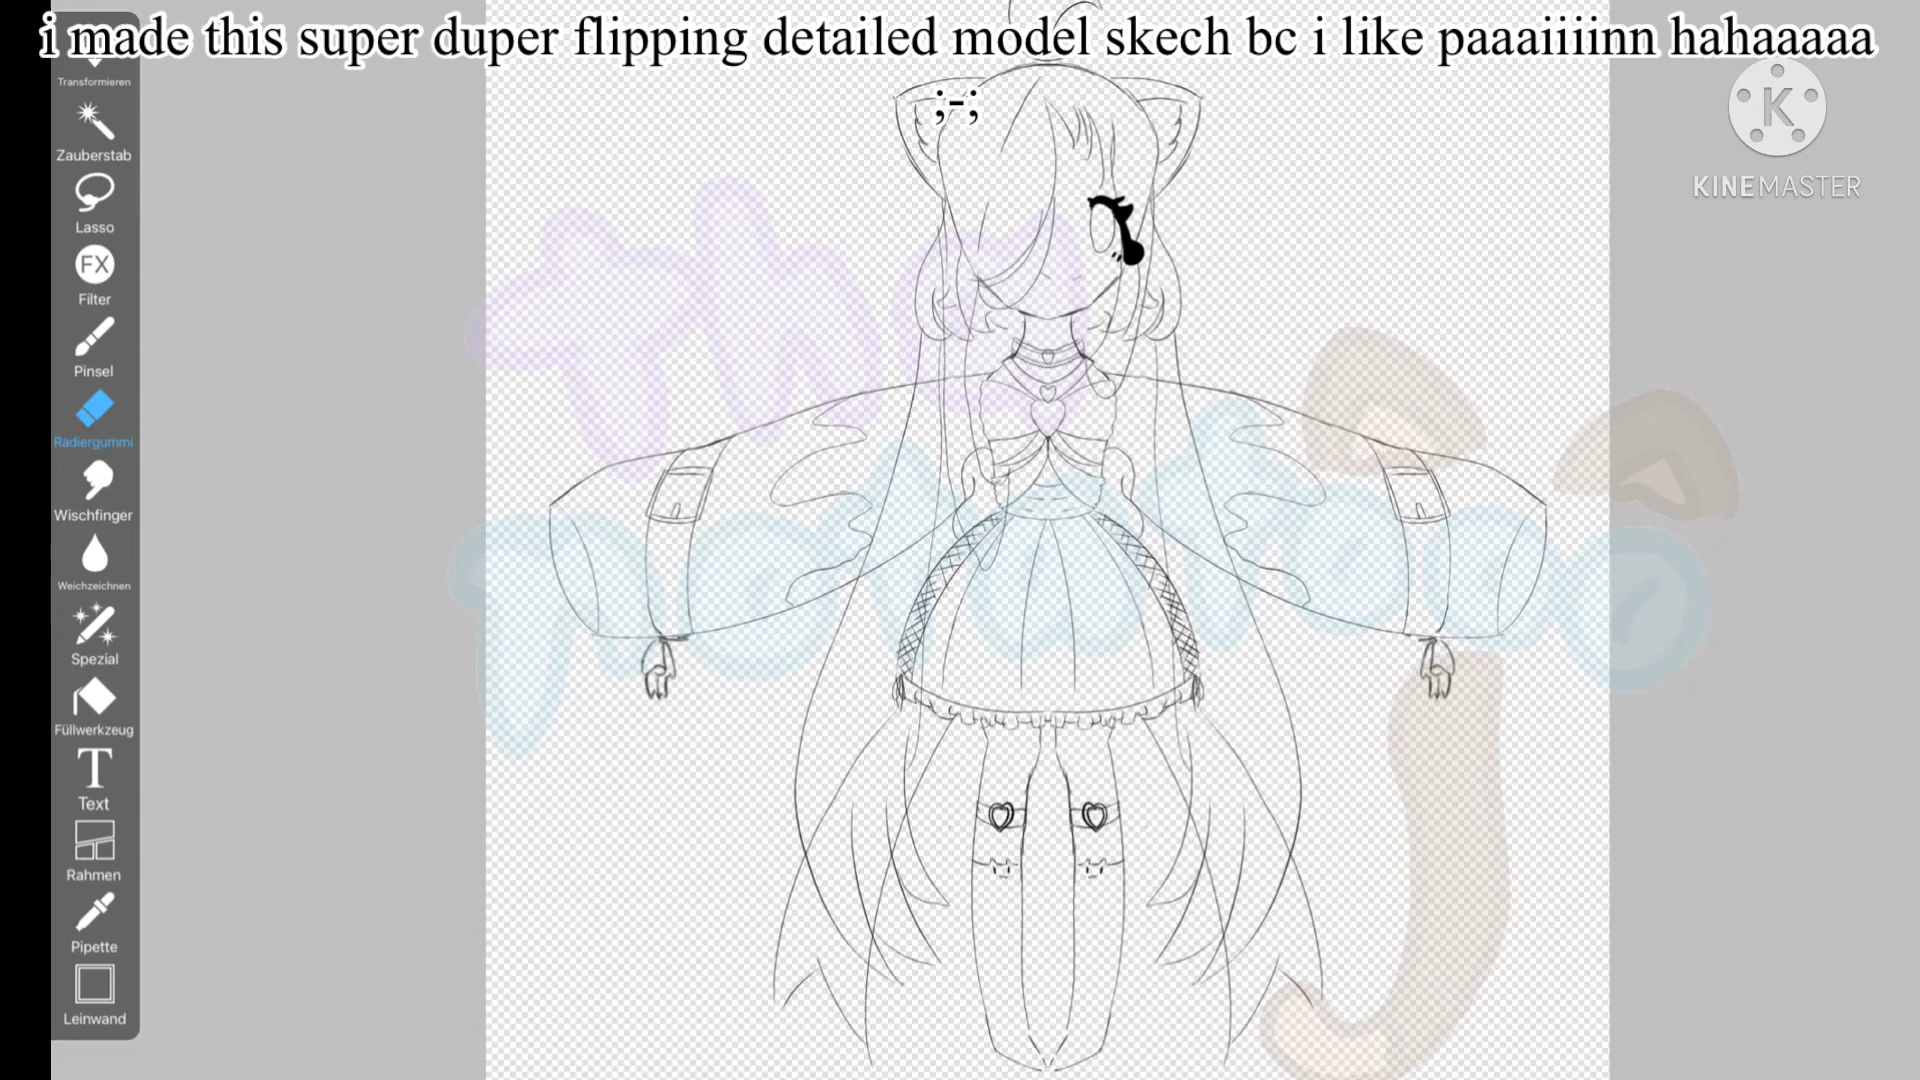 i made this super duper flipping detailed model skech bc i like paaaiiiinn hahaaaaa
;-;
K
KINEMASTER
Transformieren
Zauberstab
Lasso
FX
Filter
Pinsel
Radiergummi
Wischfinger
Weichzeichnen
Spezial
Füllwerkzeug
T
Text
Rahmen
Pipette
Leinwand